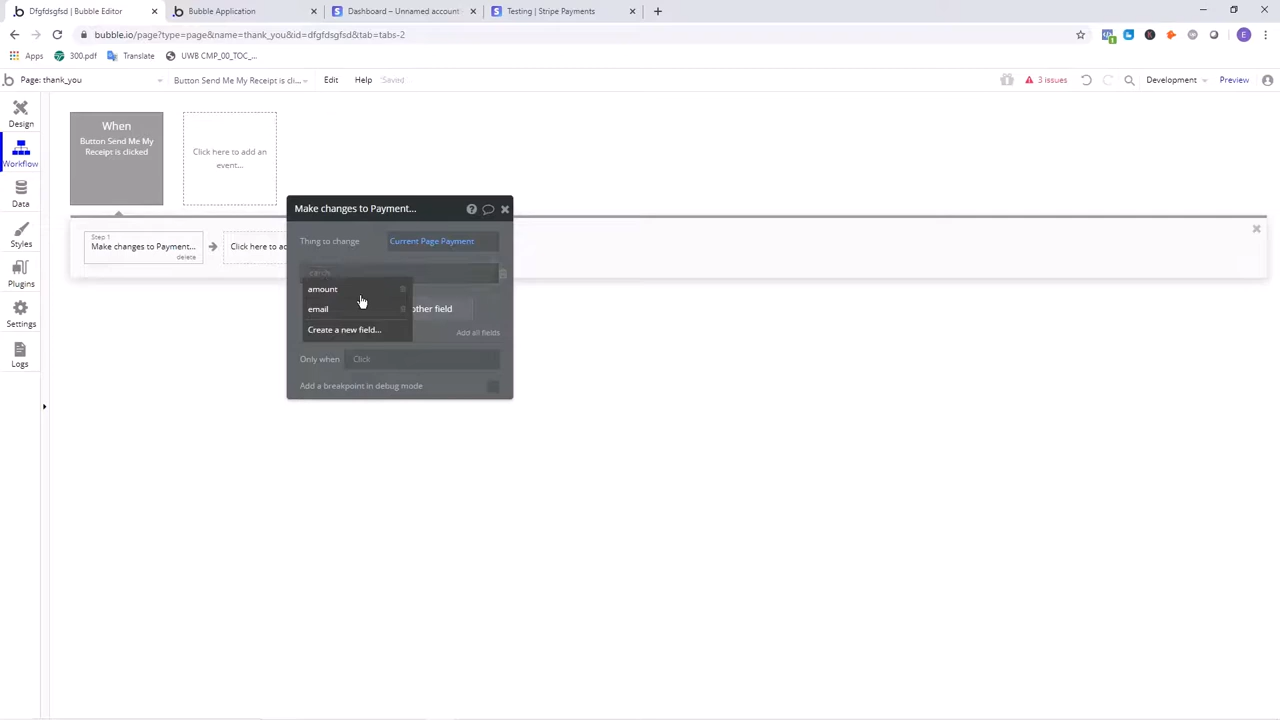 Dfgfdsgfsd | Bubble Editor
Bubble Application
Dashboard – Unnamed account
Testing | Stripe Payments
bubble.io/page?type=page&name=thank_you&id=dfgfdsgfsd&tab=tabs-2
E
Apps
300.pdf
Translate
UWB CMP_00_TOC_...
Page: thank_you
Button Send Me My Receipt is cli...
Edit
Help
Saved
3 issues
Development
Preview
Design
Workflow
Data
Styles
Plugins
Settings
Logs
When
Button Send Me My
Receipt is clicked
Click here to add an
event...
Step 1
Make changes to Payment...
delete
Click here to ad
Make changes to Payment...
Thing to change
Current Page Payment
amount
email
Create a new field...
other field
Add all fields
Only when
Click
Add a breakpoint in debug mode